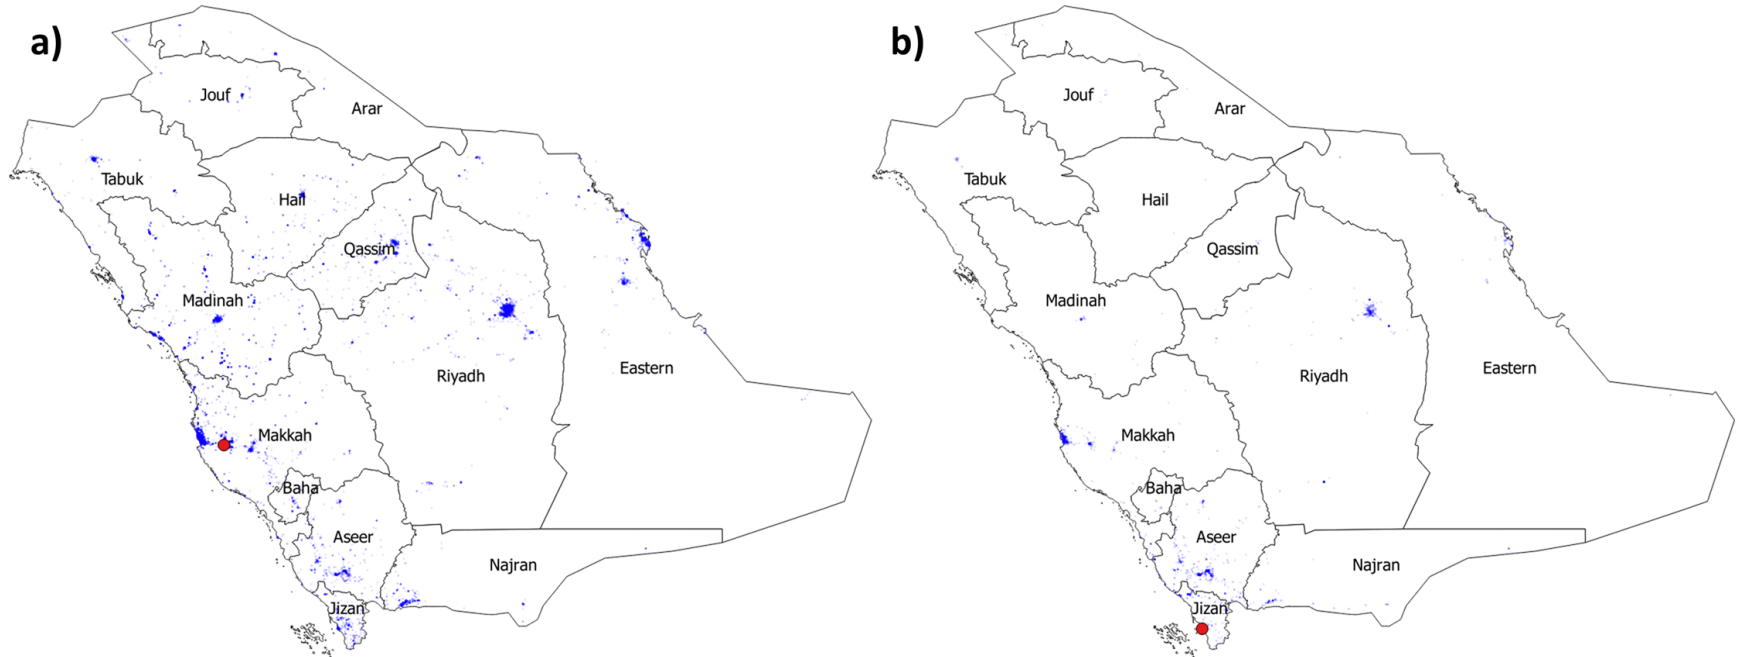 a)
Jouf
Arar
Tabuk
Hail
Qassim
Madinah
Riyadh
Eastern
Makkah
Baha
Aseer
Najran
Jizan
b)
Jouf
Arar
Tabuk
Hail
Qassim
Madinah
Riyadh
Eastern
Makkah
Baha
Aseer
Najran
Jizan